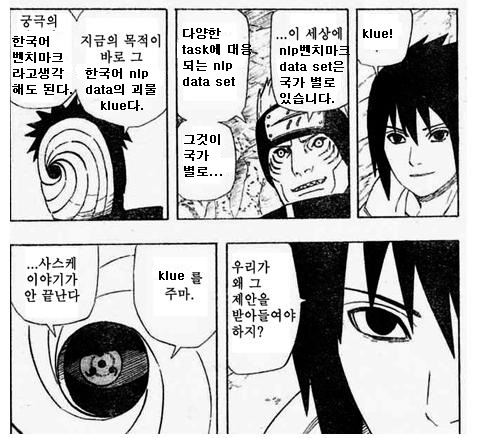 klue!
...이 세상에
nlp벤치마크
data set은
국가 별로
있습니다.
다양한
task에 대응
되는 nlp
data set
그것이
국가
별로...
지금의 목적이
바로 그
한국어 nlp
data의 괴물
klue다.
궁극의
한국어
벤치마크
라고생각
해도 된다.
우리가
왜 그
제안을
받아들여야
하지?
klue 를
주마.
...사스케
이야기가
안 끝난다